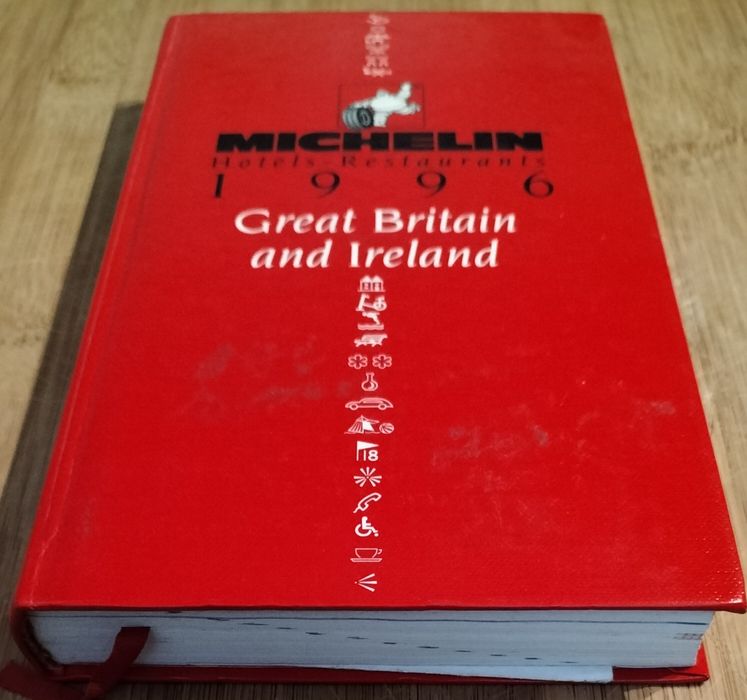 MICHELIN
Hotels-Restaurants
1996
Great Britain
and Ireland
18